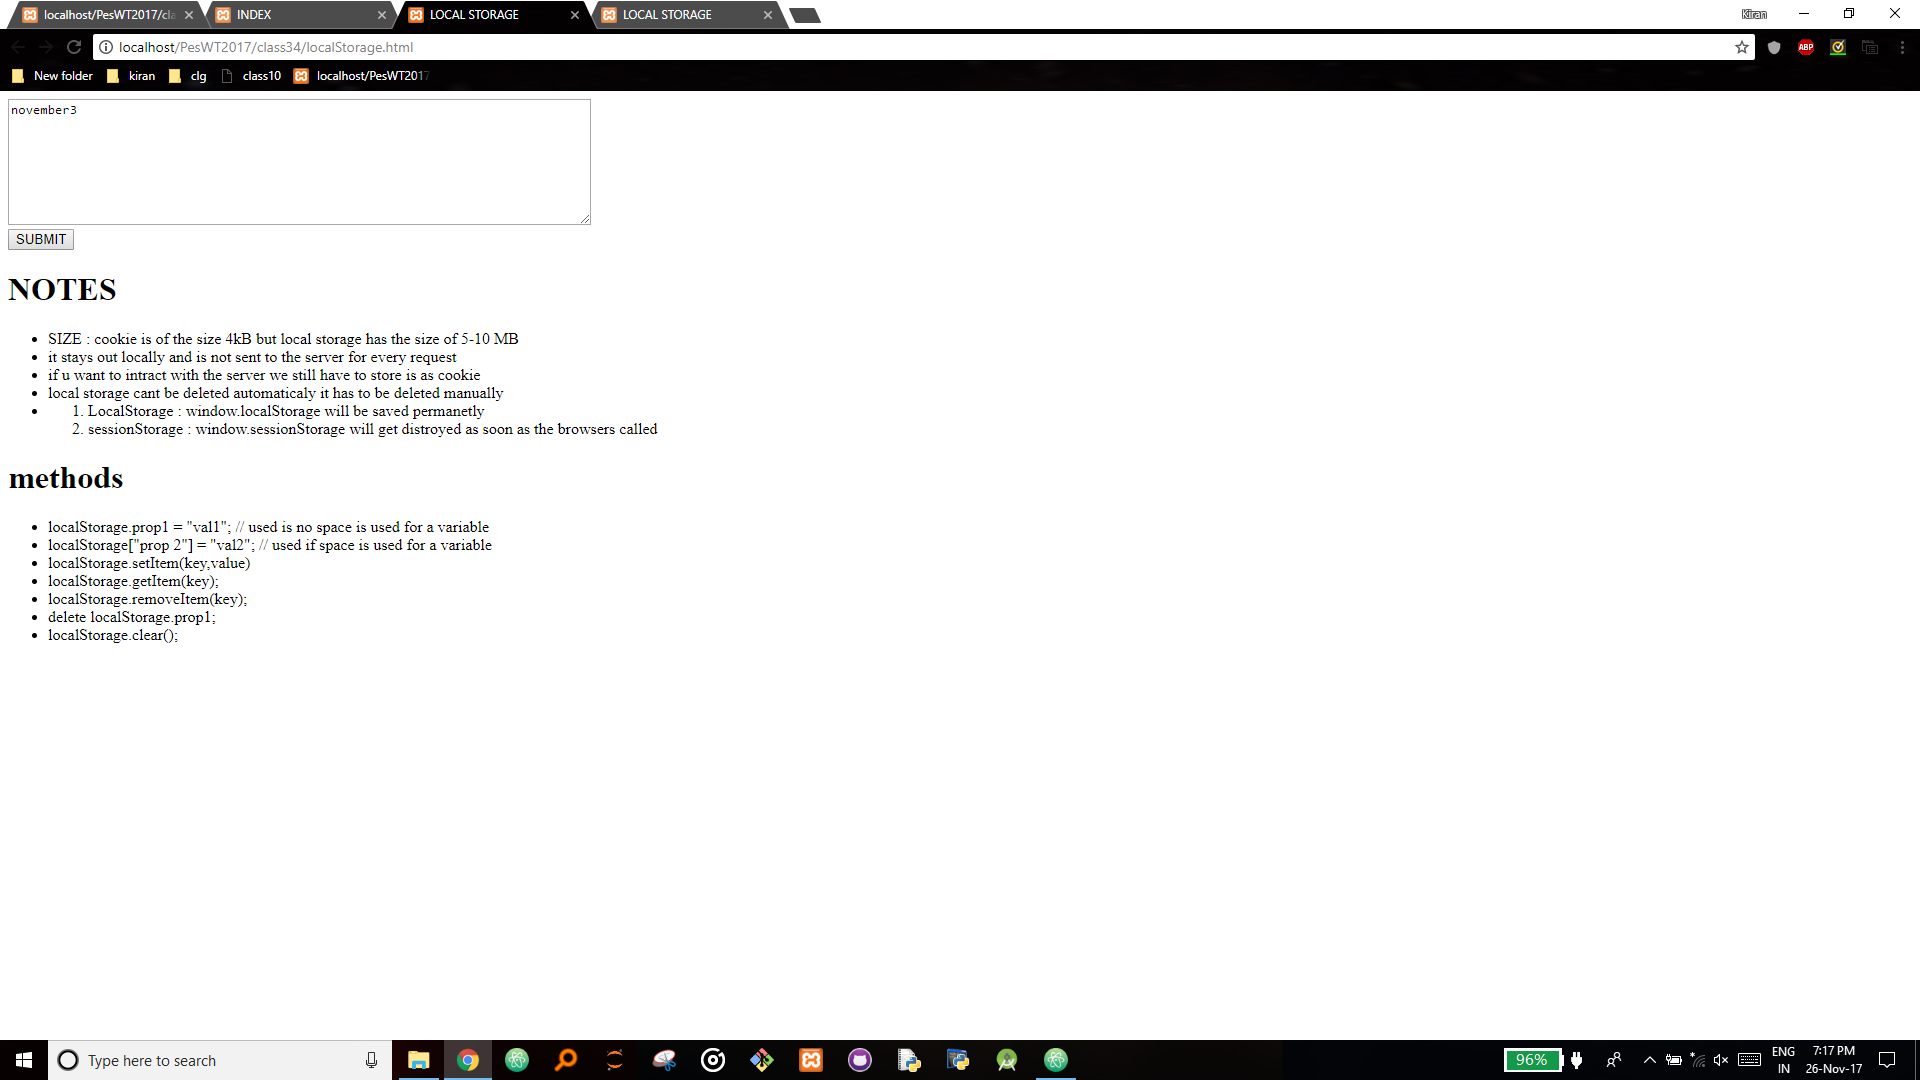 localhost/PesWT2017/cla
INDEX
LOCAL STORAGE
LOCAL STORAGE
Kiran
localhost/PesWT2017/class34/localStorage.html
ABP
New folder
kiran
clg
class10
localhost/PesWT2017
november3
SUBMIT
NOTES
SIZE : cookie is of the size 4kB but local storage has the size of 5-10 MB
it stays out locally and is not sent to the server for every request
if u want to intract with the server we still have to store is as cookie
local storage cant be deleted automaticaly it has to be deleted manually
1. LocalStorage : window.localStorage will be saved permanetly
2. sessionStorage : window.sessionStorage will get distroyed as soon as the browsers called
methods
localStorage.prop1 = "val1"; // used is no space is used for a variable
localStorage["prop 2"] = "val2"; // used if space is used for a variable
localStorage.setItem(key,value)
localStorage.getItem(key);
localStorage.removeItem(key);
delete localStorage.prop1;
localStorage.clear();
Type here to search
96%
ENG
IN
7:17 PM
26-Nov-17